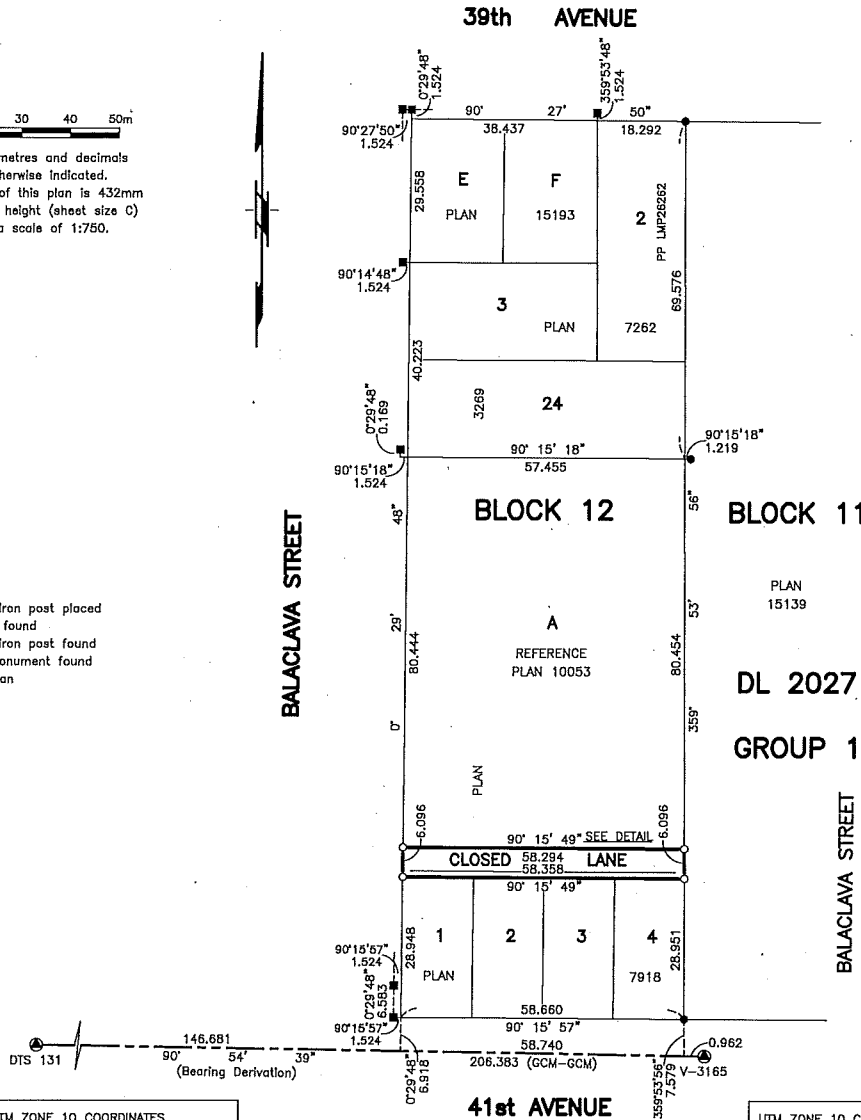 39th AVENUE
0°29'48"
1.524
359°53'48"
1.524
30 40 50m
90' 27' 50"
90°27'50"
1.524
38.437
18.292
metres and decimals
herwise indicated.
of this plan is 432mm
height (sheet size C)
a scale of 1:750.
29.558
E
F
PLAN
15193
2
PP LMP26262
69.576
90°14'48"
1.524
3
PLAN
7262
40.223
3269
24
0°29'48"
0.169
90°15'18"
1.219
90° 15' 18"
57.455
90°15'18"
1.524
BLOCK 12
BLOCK 11
48"
56"
BALACLAVA STREET
PLAN
15139
iron post placed
found
iron post found
onument found
an
29'
53'
A
REFERENCE
PLAN 10053
80.444
80.454
DL 2027
0°
359°
GROUP 1
PLAN
6.096
6.096
90° 15' 49" SEE DETAIL
CLOSED LANE
58.294
58.358
90° 15' 49"
BALACLAVA STREET
1
2
3
4
28.948
28.951
90°15'57"
1.524
PLAN
7918
0°29'48"
6.583
58.660
90° 15' 57"
90°15'57"
1.524
58.740
146.681
0.962
DTS 131
90° 54' 39"
(Bearing Derivation)
206.383 (GCM-GCM)
V-3165
0°29'48"
6.918
359°53'56"
7.579
41st AVENUE
TM ZONE 10 COORDINATES
UTM ZONE 10 C